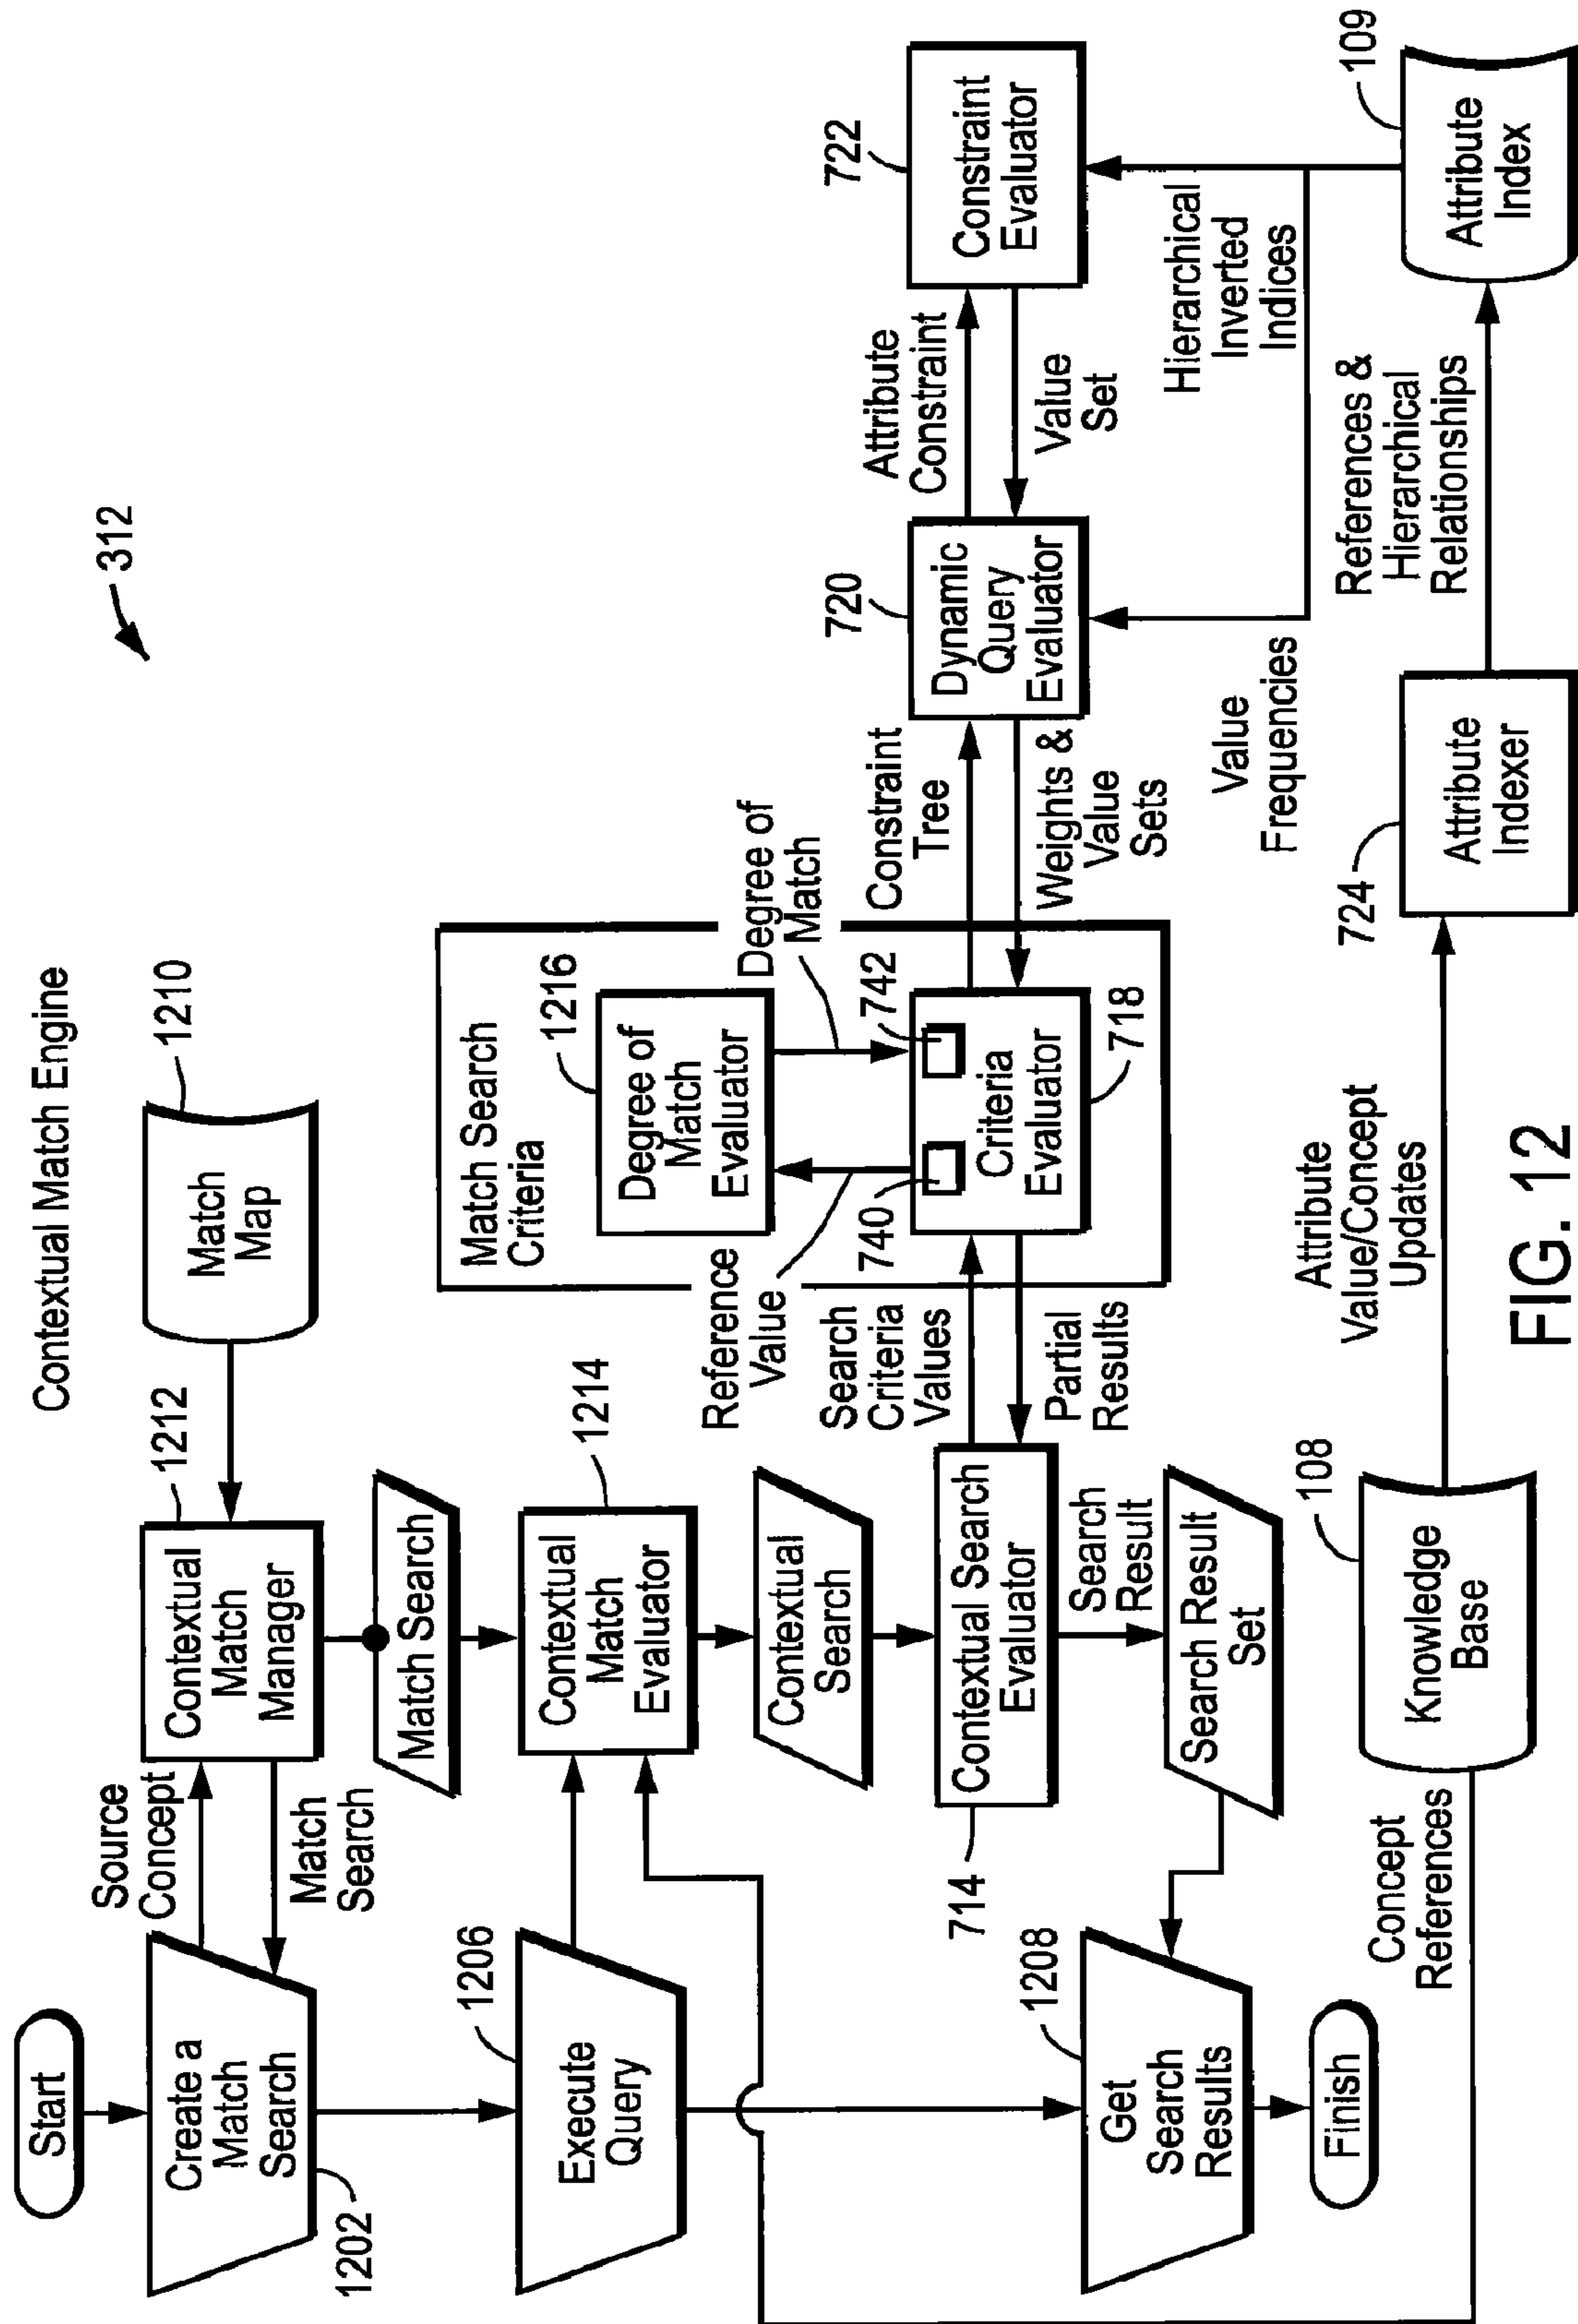 Contextual Match Engine
312
Start
Create a
Match
Search
1202
Source
Concept
Match
Search
Contextual
Match
Manager
1212
Match
Map
1210
Match Search
Execute
Query
1206
Contextual
Match
Evaluator
1214
Contextual
Search
Match Search
Criteria
Degree of
Match
Evaluator
1216
Reference
Value
Degree of
Match
740
742
Criteria
Evaluator
718
Search
Criteria
Values
Partial
Results
Contextual Search
Evaluator
714
Search
Result
Search Result
Set
Get
Search
Results
1208
Finish
Constraint
Tree
Weights &
Value
Sets
Dynamic
Query
Evaluator
720
Attribute
Constraint
Value
Set
Constraint
Evaluator
722
Hierarchical
Inverted
Indices
Value
Frequencies
Concept
References
Knowledge
Base
108
Attribute
Value/Concept
Updates
Attribute
Indexer
724
References &
Hierarchical
Relationships
Attribute
Index
109
FIG. 12